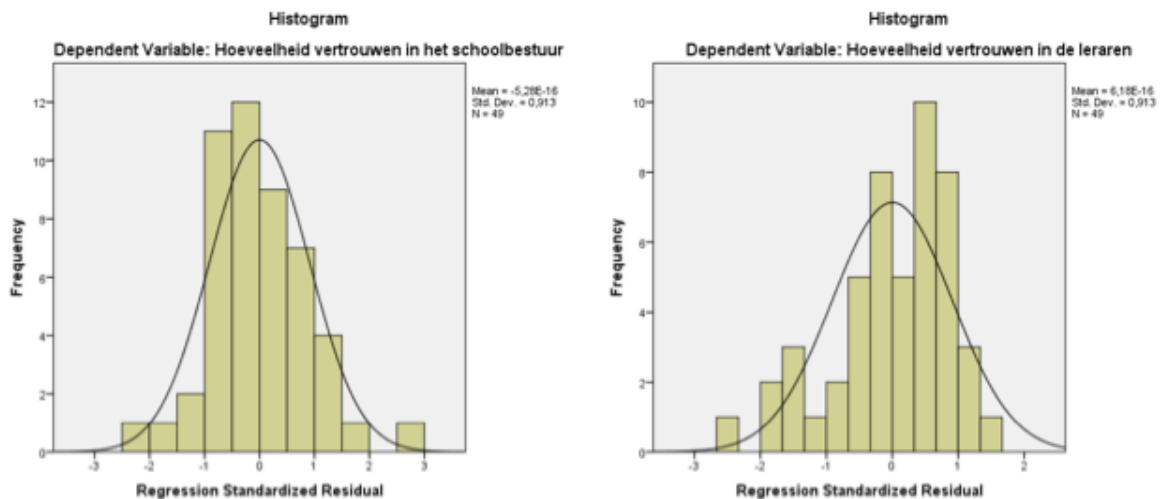 Histogram
Dependent Variable: Hoeveelheid vertrouwen in het schoolbestuur
Mean = -5,28E-16
Std. Dev. = 0,913
N = 49
12
10
8
6
4
2
0
Frequency
-3 -2 -1 0 1 2 3
Regression Standardized Residual
Histogram
Dependent Variable: Hoeveelheid vertrouwen in de leraren
Mean = 6,18E-16
Std. Dev. = 0,913
N = 49
10
8
6
4
2
0
Frequency
-3 -2 -1 0 1 2
Regression Standardized Residual